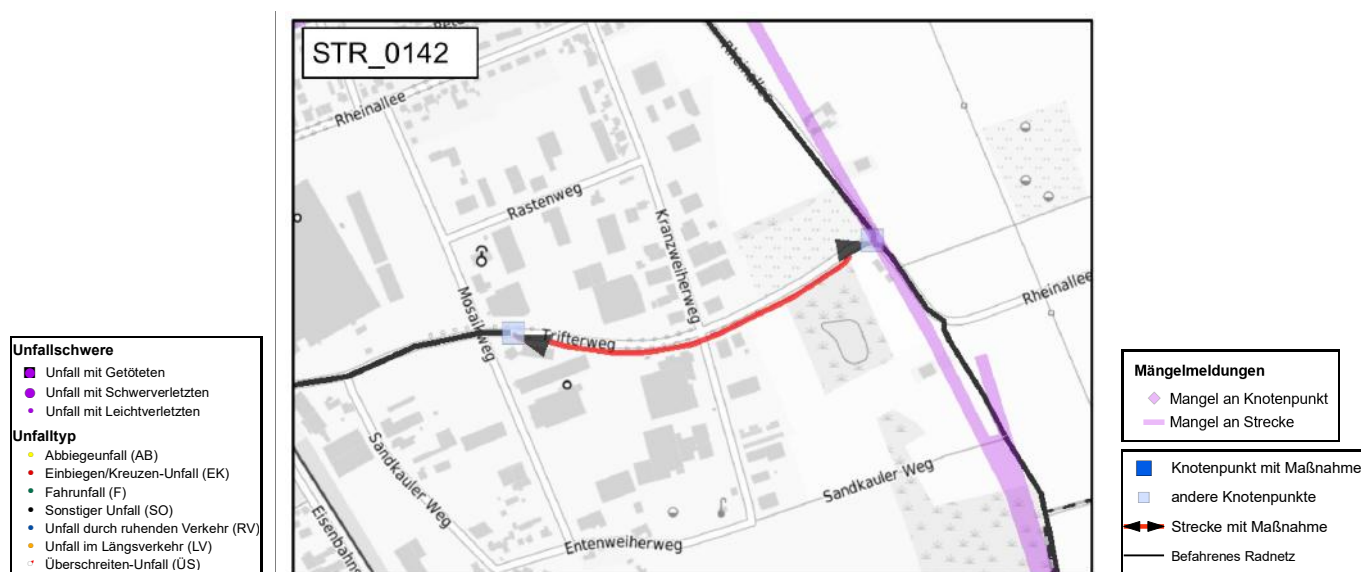 STR_0142
Rheinallee
Rheinallee
Rastenweg
Kranzweiherweg
Mosaikweg
Trifterweg
Rheinallee
Sandkauler Weg
Sandkauler Weg
Entenweiherweg
Unfallschwere
Unfall mit Getöteten
Unfall mit Schwerverletzten
Unfall mit Leichtverletzten
Unfalltyp
Abbiegeunfall (AB)
Einbiegen/Kreuzen-Unfall (EK)
Fahrunfall (F)
Sonstiger Unfall (SO)
Unfall durch ruhenden Verkehr (RV)
Unfall im Längsverkehr (LV)
Überschreiten-Unfall (ÜS)
Mängelmeldungen
Mangel an Knotenpunkt
Mangel an Strecke
Knotenpunkt mit Maßnahme
andere Knotenpunkte
Strecke mit Maßnahme
Befahrenes Radnetz